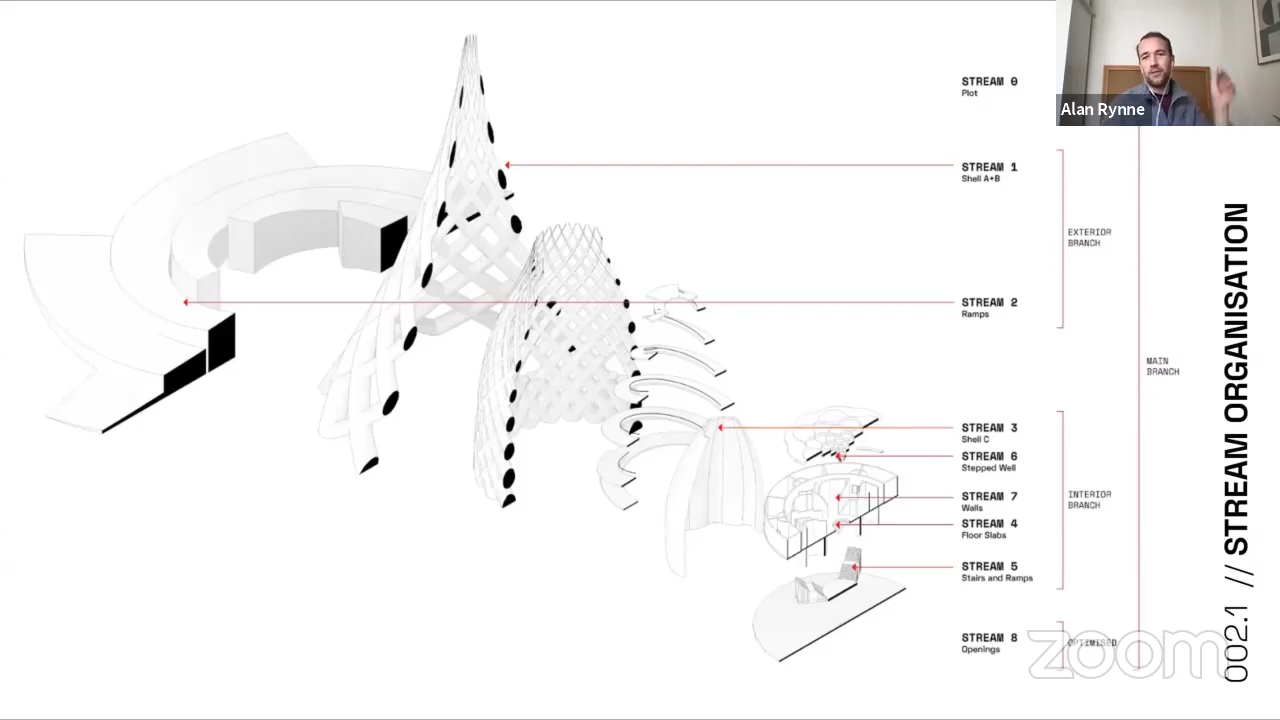 Alan Rynne
STREAM 0
Plot
STREAM 1
Shell A+B
EXTERIOR
BRANCH
STREAM 2
Ramps
MAIN
BRANCH
STREAM 3
Shell C
STREAM 6
Stepped Well
STREAM 7
Walls
INTERIOR
BRANCH
STREAM 4
Floor Slabs
STREAM 5
Stairs and Ramps
STREAM 8
Openings
OPTIMISED
zoom
002.1 // STREAM ORGANISATION